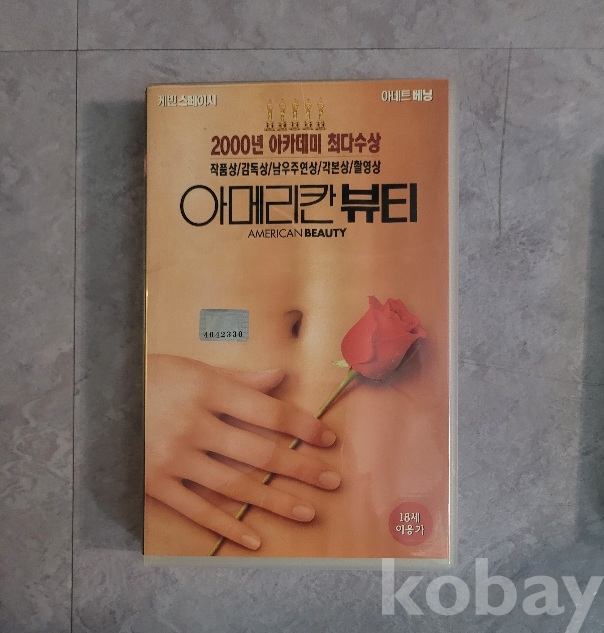 케빈 스페이시
아네트 베닝
2000년 아카데미 최다수상
작품상/감독상/남우주연상/각본상/촬영상
아메리칸 뷰티
AMERICAN BEAUTY
4842330
18세
이용가
kobay